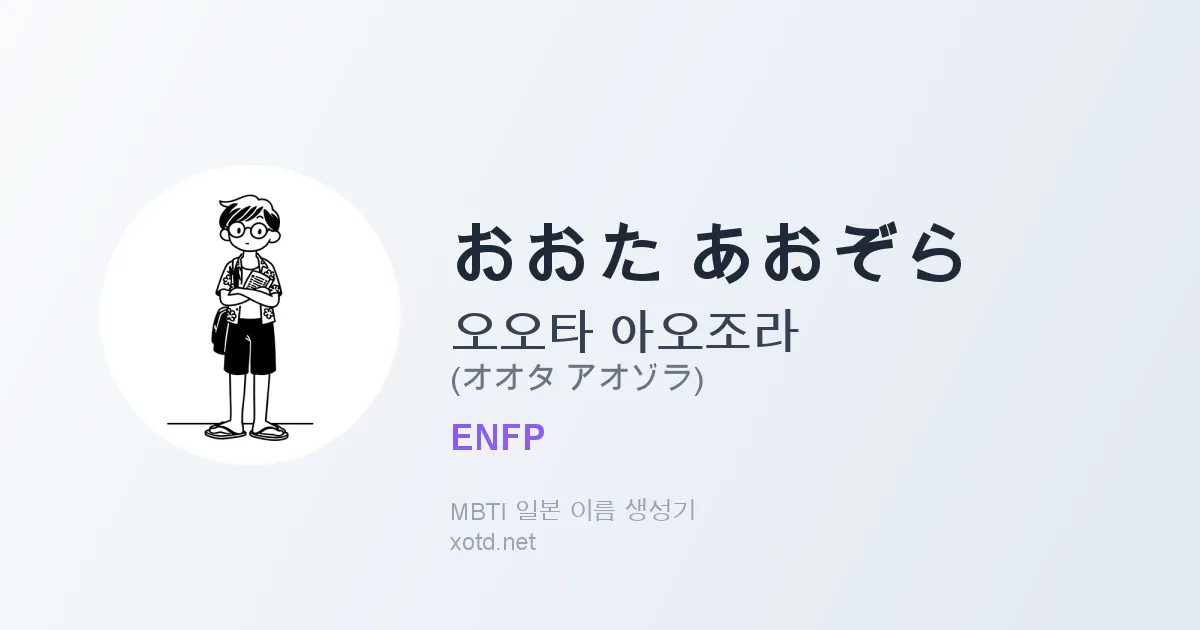 おおた あおぞら
오오타 아오조라
(オオタ アオゾラ)
ENFP
MBTI 일본 이름 생성기
xotd.net